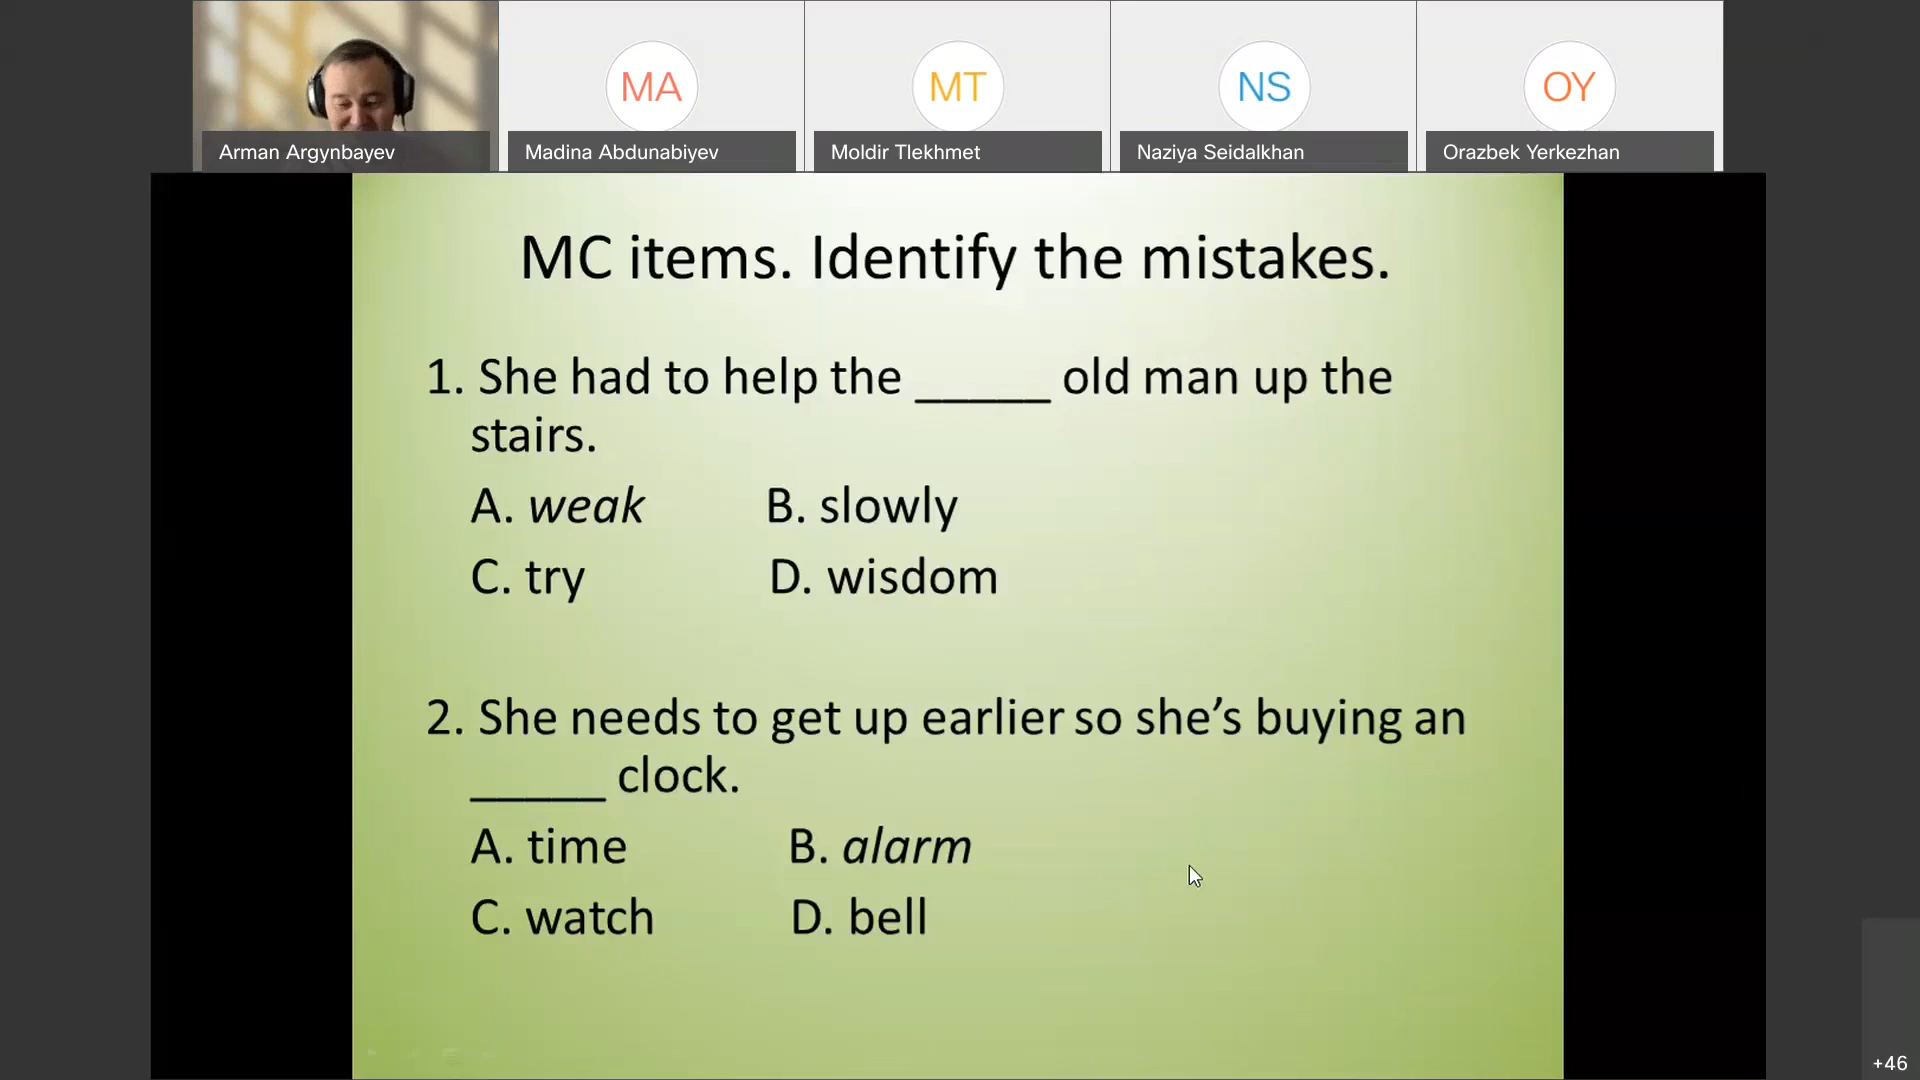 MA
MT
NS
OY
Arman Argynbayev
Madina Abdunabiyev
Moldir Tlekhmet
Naziya Seidalkhan
Orazbek Yerkezhan
MC items. Identify the mistakes.
1. She had to help the _____ old man up the
stairs.
A. weak B. slowly
C. try D. wisdom
2. She needs to get up earlier so she’s buying an
_____ clock.
A. time B. alarm
C. watch D. bell
+46